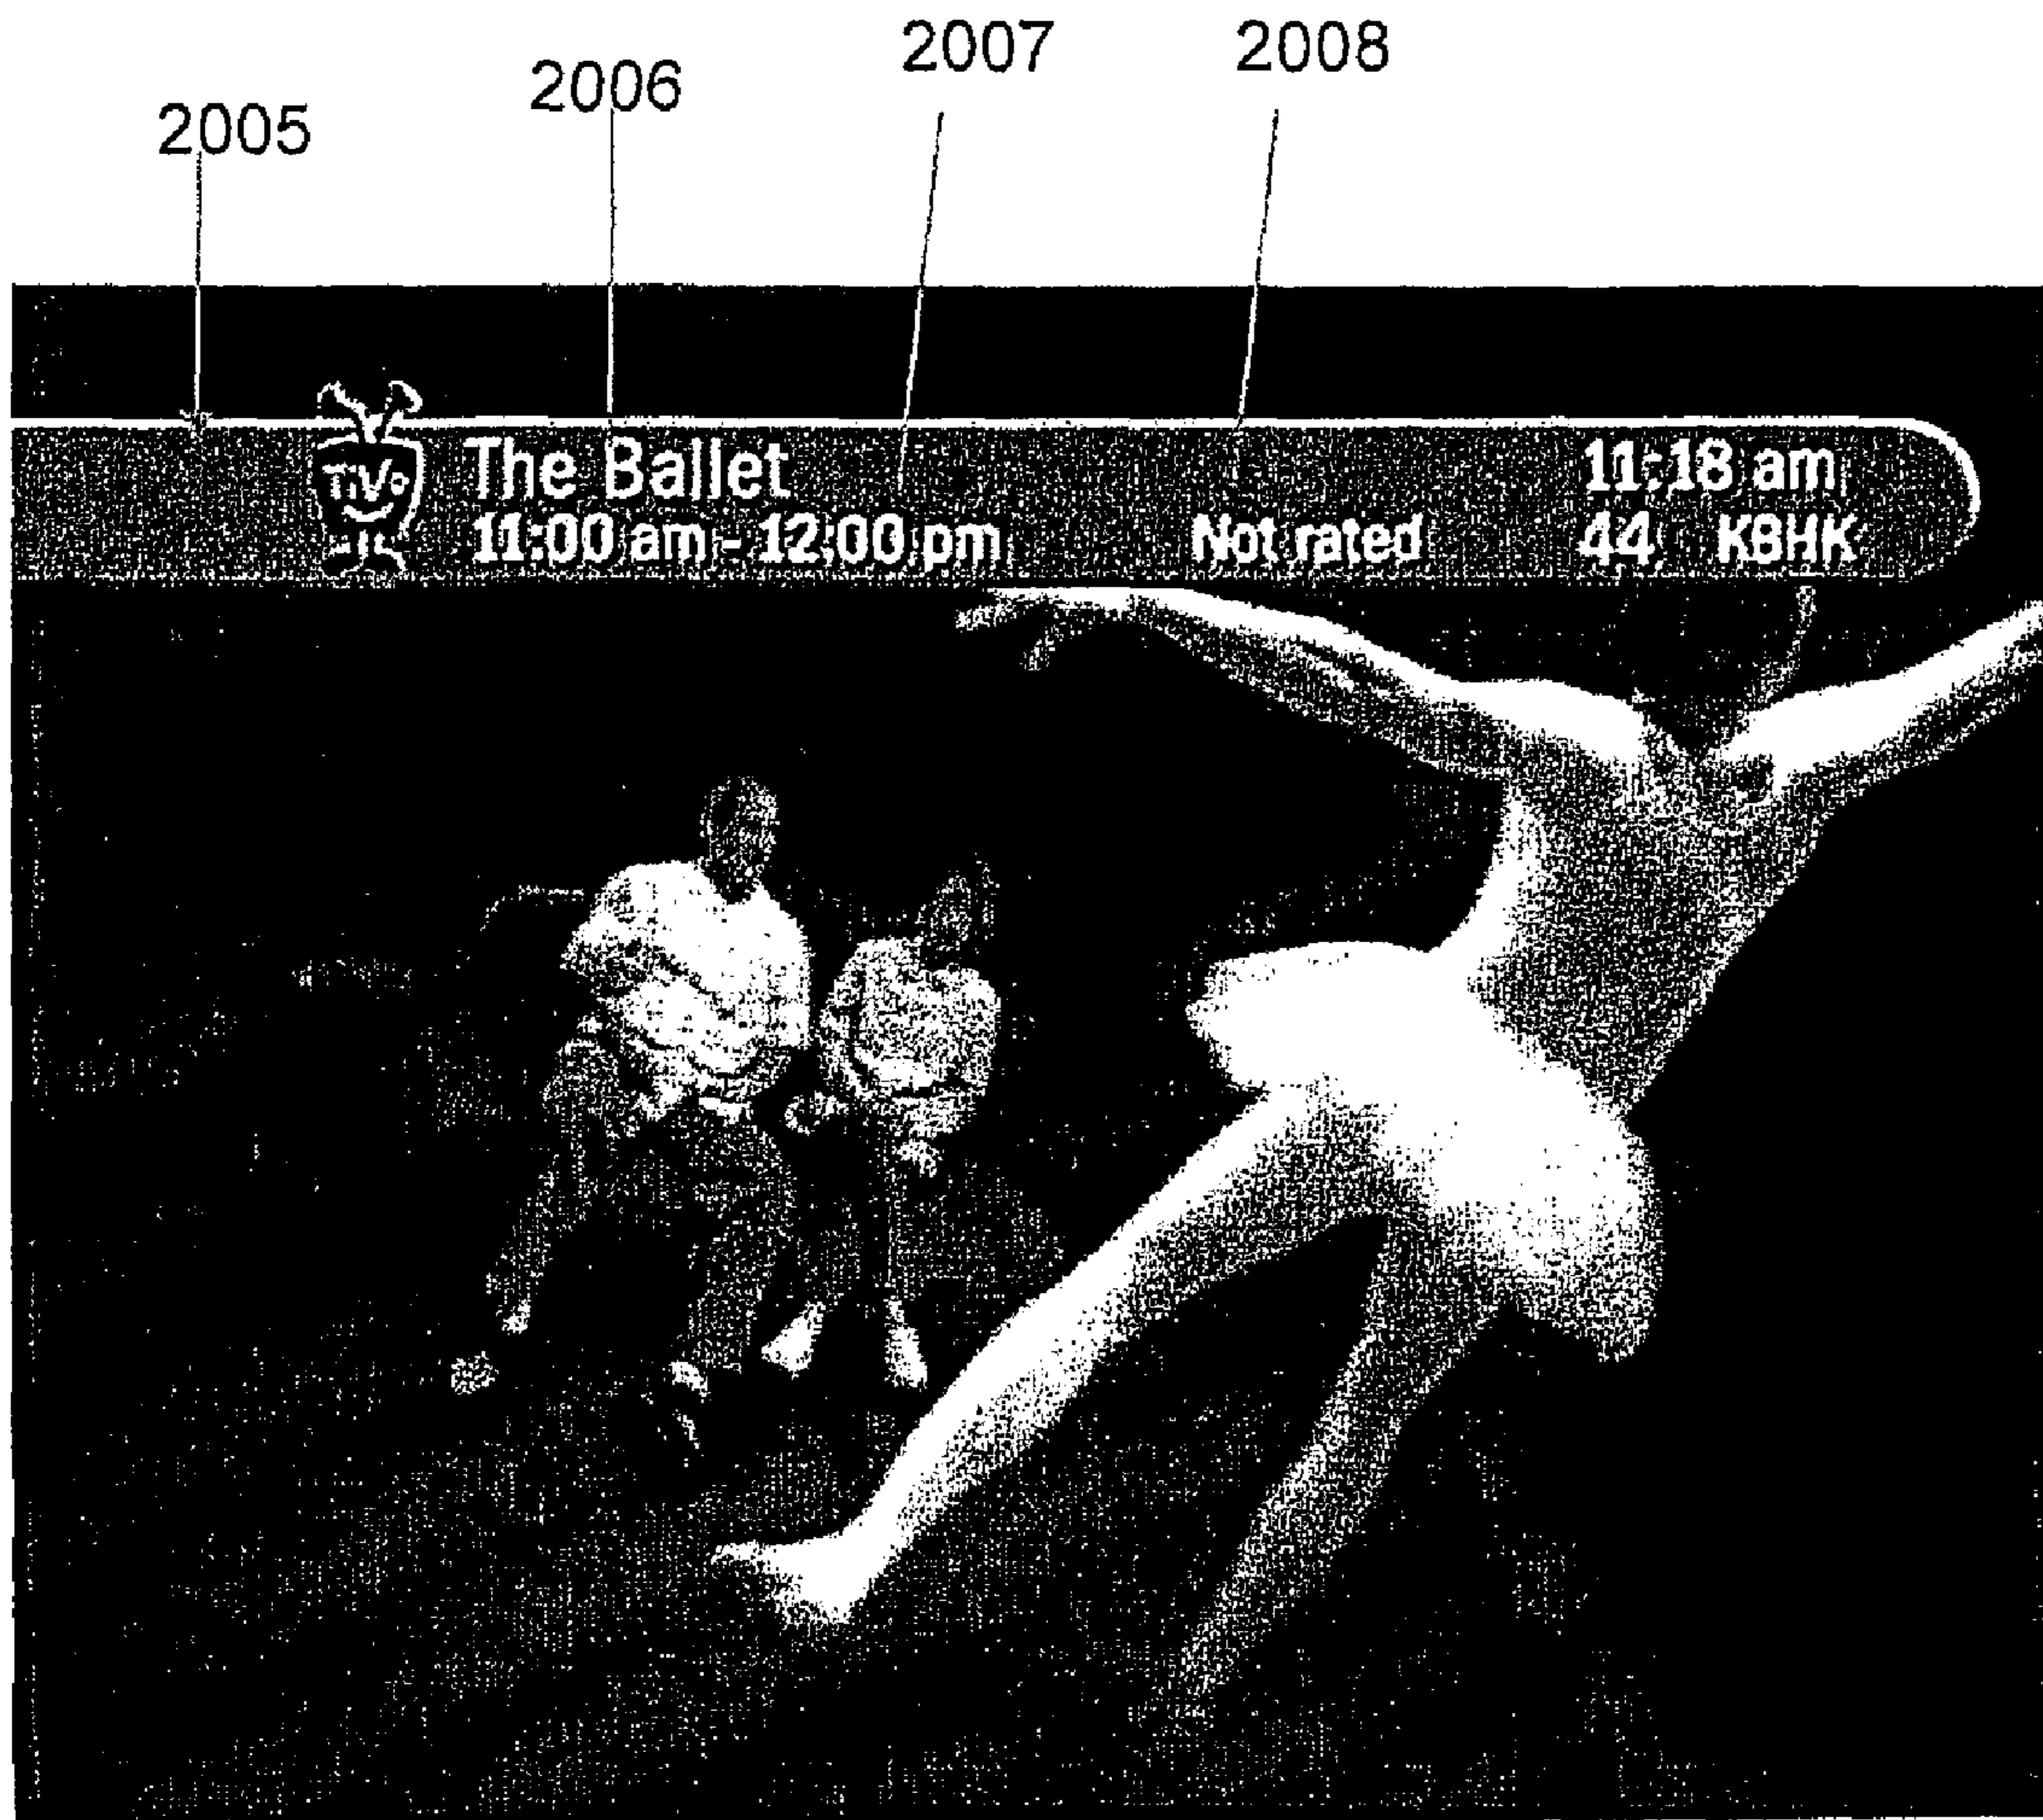 2005 2006 2007 2008
TiVo The Ballet 11:18 am
11:00 am - 12:00 pm Not rated 44 KBHK